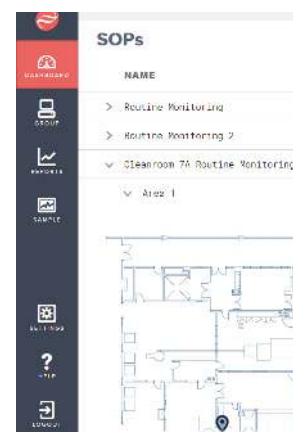 SOPs
DASHBOARD
NAME
GROUP
> Routine Monitoring
> Routine Monitoring 2
Cleanroom 7A Routine Monitoring
REPORTS
Area 1
SAMPLE
SETTINGS
?
HELP
LOGOUT